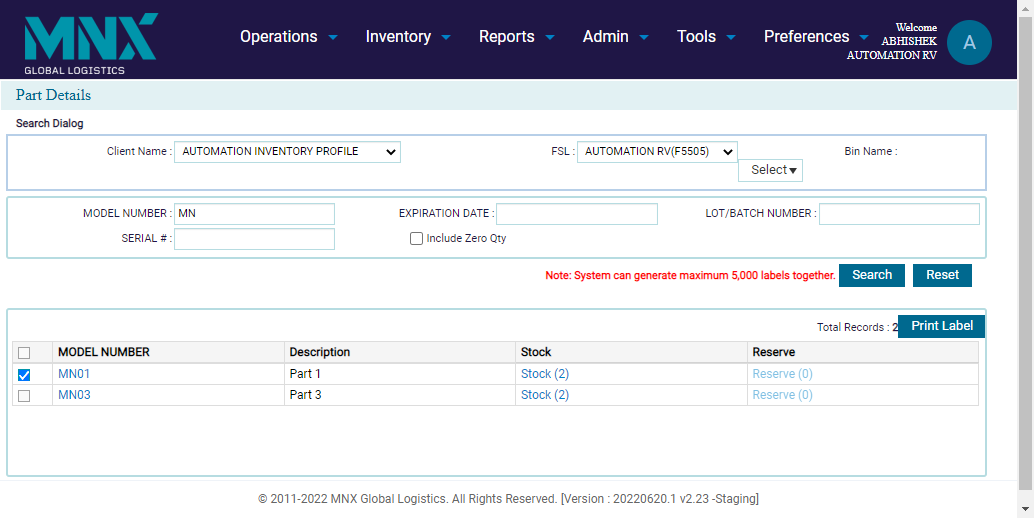 MNX
GLOBAL LOGISTICS
Operations Inventory Reports Admin Tools Preferences
Welcome
ABHISHEK
AUTOMATION RV
A
Part Details
Search Dialog
Client Name : AUTOMATION INVENTORY PROFILE FSL : AUTOMATION RV(F5505) Bin Name :
Select
MODEL NUMBER : MN EXPIRATION DATE : LOT/BATCH NUMBER :
SERIAL # : Include Zero Qty
Note: System can generate maximum 5,000 labels together. Search Reset
Total Records : 2 Print Label
MODEL NUMBER Description Stock Reserve
MN01 Part 1 Stock (2) Reserve (0)
MN03 Part 3 Stock (2) Reserve (0)
© 2011-2022 MNX Global Logistics. All Rights Reserved. [Version : 20220620.1 v2.23 -Staging]